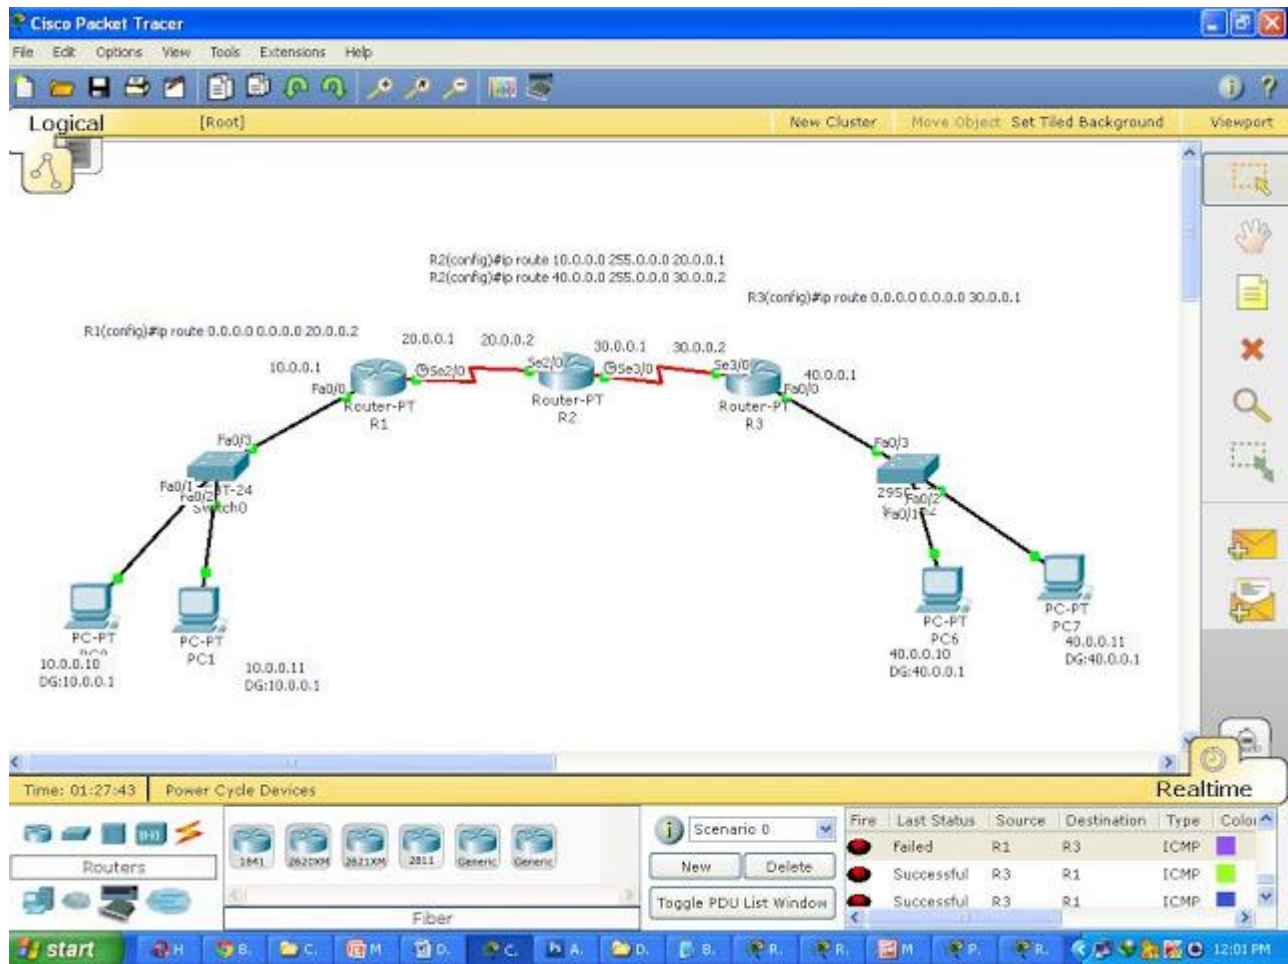 Cisco Packet Tracer
File Edit Options View Tools Extensions Help
Logical [Root] New Cluster Move Object Set Tiled Background Viewport
R2(config)#ip route 10.0.0.0 255.0.0.0 20.0.0.1
R2(config)#ip route 40.0.0.0 255.0.0.0 30.0.0.2
R3(config)#ip route 0.0.0.0 0.0.0.0 30.0.0.1
R1(config)#ip route 0.0.0.0 0.0.0.0 20.0.0.2
20.0.0.1 20.0.0.2 30.0.0.1 30.0.0.2
10.0.0.1 Se2/0 Se2/0 Se3/0 Se3/0 40.0.0.1
Fa0/0 Fa0/0
Router-PT Router-PT Router-PT
R1 R2 R3
Fa0/3 Fa0/3
Fa0/1 Fa0/2 T-24 Switch0
295 Fa0/2
Fa0/1
PC-PT
PC-PT
PC1
10.0.0.10
DG:10.0.0.1
10.0.0.11
DG:10.0.0.1
PC-PT
PC6
40.0.0.10
DG:40.0.0.1
PC-PT
PC7
40.0.0.11
DG:40.0.0.1
Time: 01:27:43 Power Cycle Devices Realtime
Routers
1841 2620XM 2621XM 2811 Generic Generic
Fiber
Scenario 0
New Delete
Toggle PDU List Window
Fire Last Status Source Destination Type Color
Failed R1 R3 ICMP
Successful R3 R1 ICMP
Successful R3 R1 ICMP
start H B. C. M D. C. A. D. B. R. R. M P. R. 12:01 PM